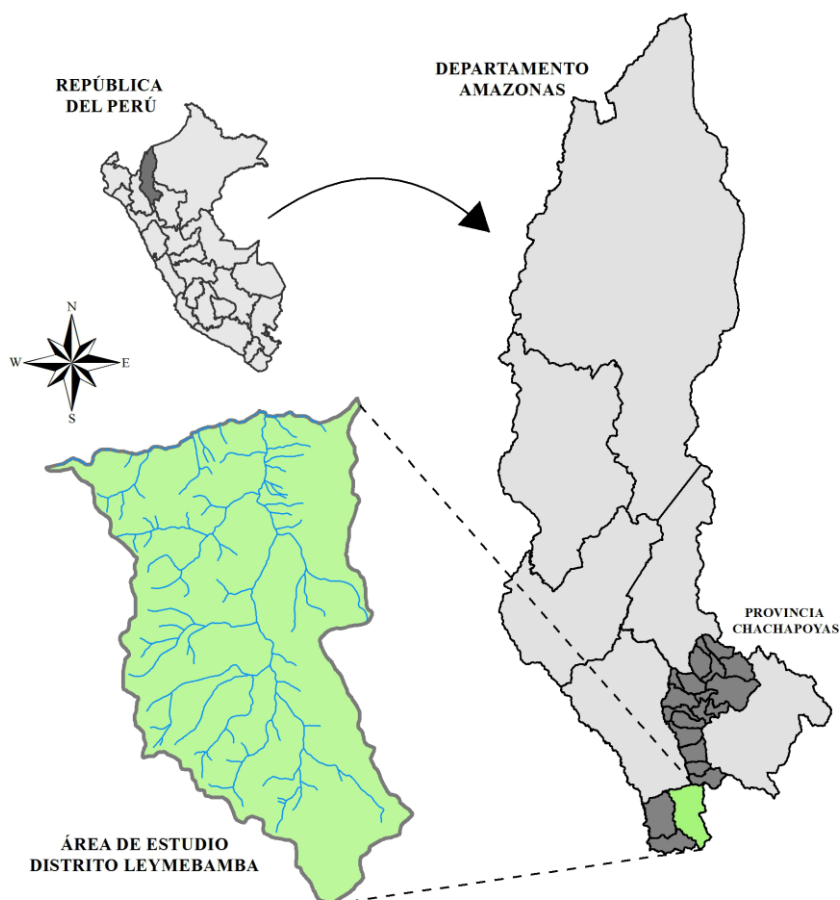 REPÚBLICA
DEL PERÚ
DEPARTAMENTO
AMAZONAS
N
W
E
S
PROVINCIA
CHACHAPOYAS
ÁREA DE ESTUDIO
DISTRITO LEYMEBAMBA